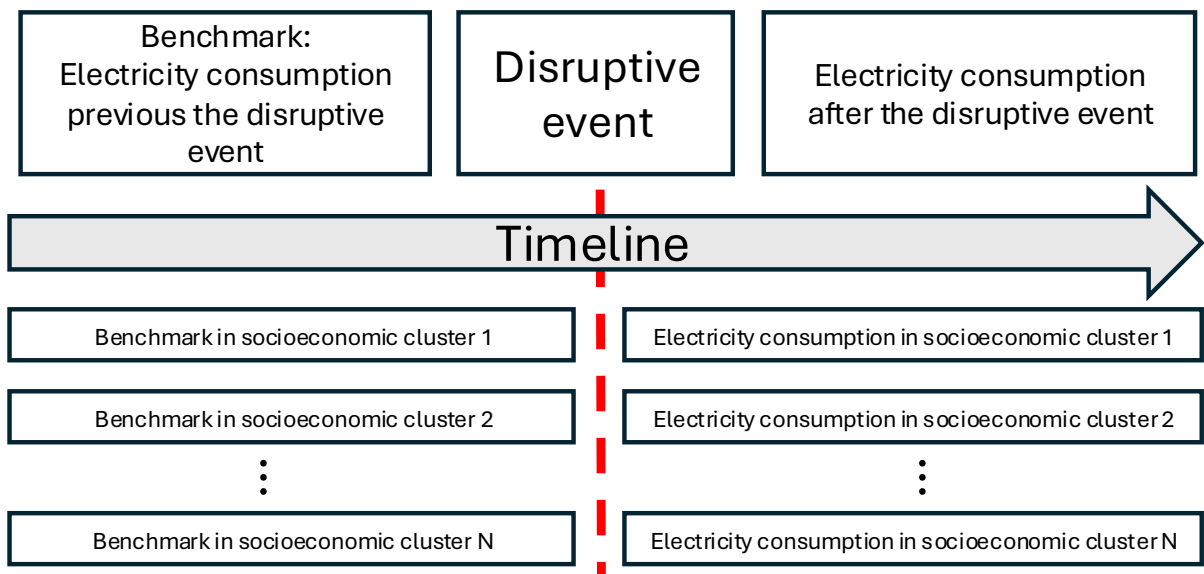 Benchmark:
Electricity consumption
previous the disruptive
event
Disruptive
event
Electricity consumption
after the disruptive event
Timeline
Benchmark in socioeconomic cluster 1
Electricity consumption in socioeconomic cluster 1
Benchmark in socioeconomic cluster 2
Electricity consumption in socioeconomic cluster 2
Benchmark in socioeconomic cluster N
Electricity consumption in socioeconomic cluster N